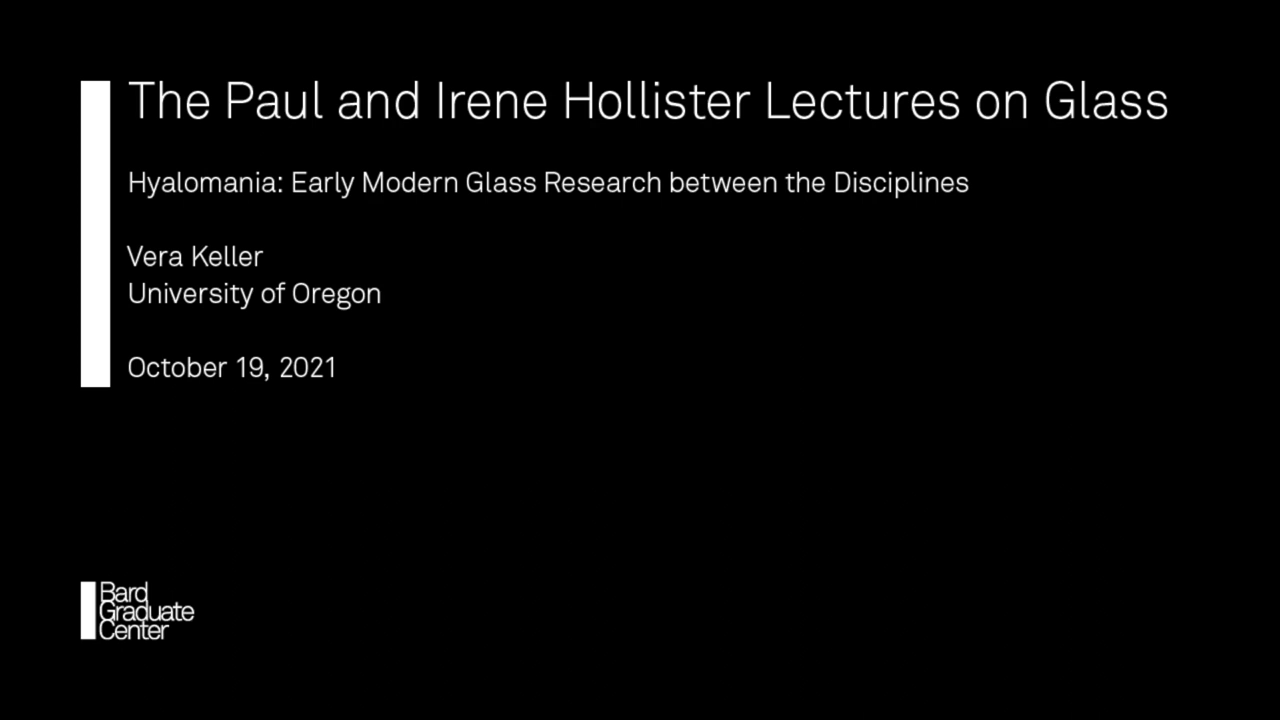 The Paul and Irene Hollister Lectures on Glass
Hyalomania: Early Modern Glass Research between the Disciplines
Vera Keller
University of Oregon
October 19, 2021
Bard
Graduate
Center